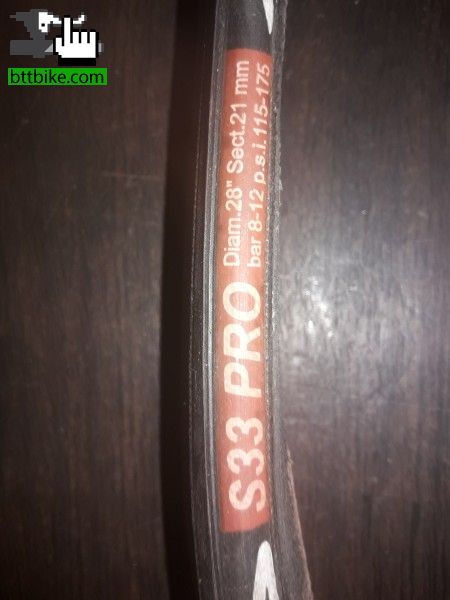 bttbike.com
S33 PRO
Diam.28" Sect.21 mm
bar 8-12 p.s.i.115-175